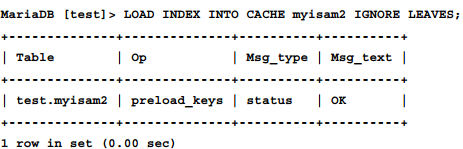 MariaDB [test]> LOAD INDEX INTO CACHE myisam2 IGNORE LEAVES;
+--------------+--------------+----------+----------+
| Table        | Op           | Msg_type | Msg_text |
+--------------+--------------+----------+----------+
| test.myisam2 | preload_keys | status   | OK       |
+--------------+--------------+----------+----------+
1 row in set (0.00 sec)